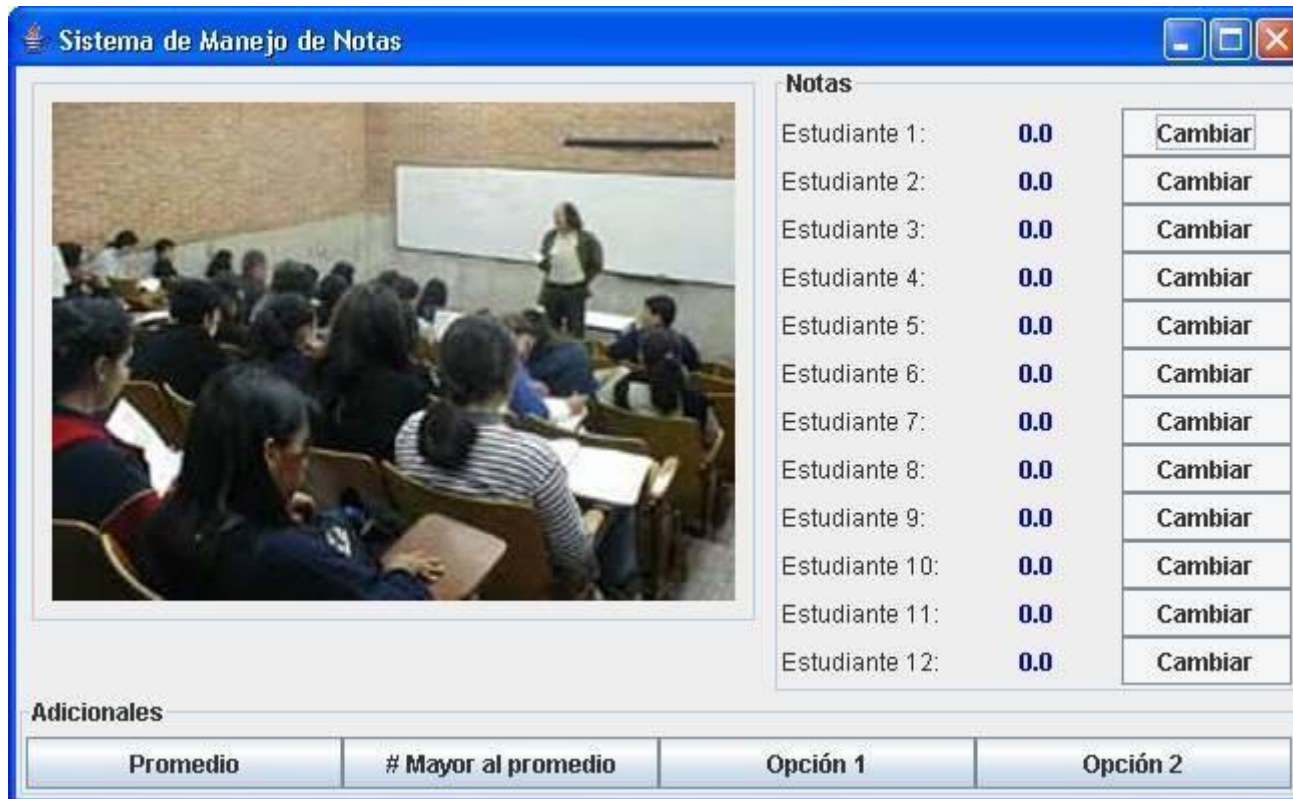 Sistema de Manejo de Notas
Notas
Estudiante 1: 0.0 Cambiar
Estudiante 2: 0.0 Cambiar
Estudiante 3: 0.0 Cambiar
Estudiante 4: 0.0 Cambiar
Estudiante 5: 0.0 Cambiar
Estudiante 6: 0.0 Cambiar
Estudiante 7: 0.0 Cambiar
Estudiante 8: 0.0 Cambiar
Estudiante 9: 0.0 Cambiar
Estudiante 10: 0.0 Cambiar
Estudiante 11: 0.0 Cambiar
Estudiante 12: 0.0 Cambiar
Adicionales
Promedio # Mayor al promedio Opción 1 Opción 2